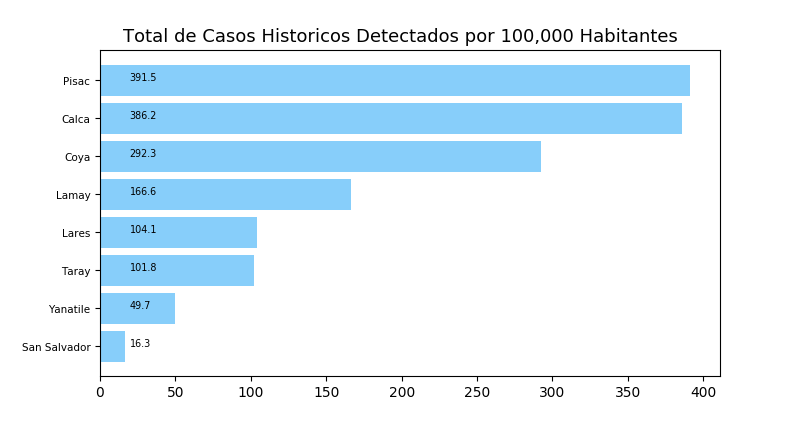 Total de Casos Historicos Detectados por 100,000 Habitantes
Pisac 391.5
Calca 386.2
Coya 292.3
Lamay 166.6
Lares 104.1
Taray 101.8
Yanatile 49.7
San Salvador 16.3
0 50 100 150 200 250 300 350 400